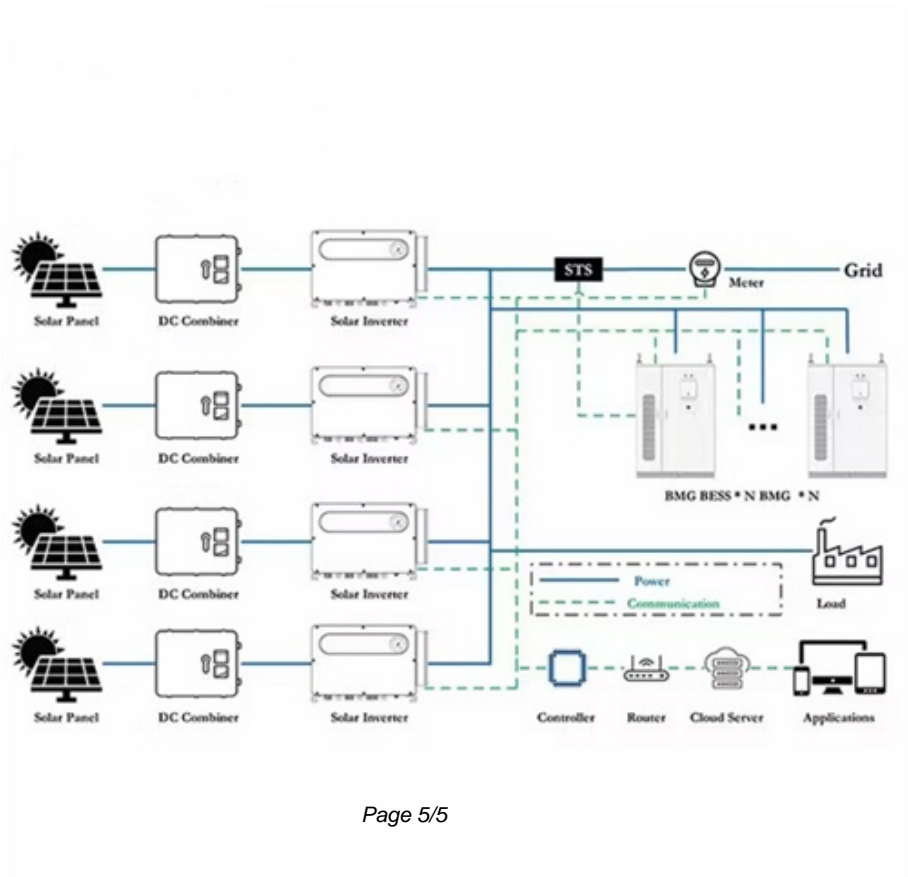 STS
Grid
Meter
Solar Panel DC Combiner Solar Inverter
Solar Panel DC Combiner Solar Inverter
BMG BESS * N BMG * N
Solar Panel DC Combiner Solar Inverter
Power
Communication
Load
Solar Panel DC Combiner Solar Inverter
Controller Router Cloud Server Applications
Page 5/5